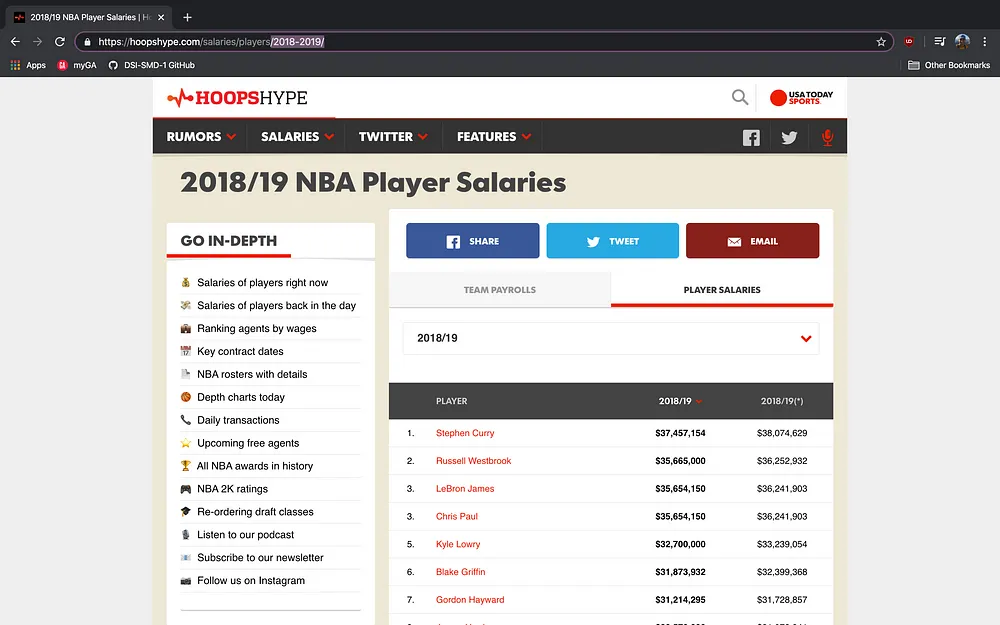 2018/19 NBA Player Salaries | Ho
https://hoopshype.com/salaries/players/2018-2019/
Apps
myGA
DSI-SMD-1 GitHub
Other Bookmarks
HOOPSHYPE
USA TODAY
SPORTS
RUMORS
SALARIES
TWITTER
FEATURES
2018/19 NBA Player Salaries
GO IN-DEPTH
Salaries of players right now
Salaries of players back in the day
Ranking agents by wages
Key contract dates
NBA rosters with details
Depth charts today
Daily transactions
Upcoming free agents
All NBA awards in history
NBA 2K ratings
Re-ordering draft classes
Listen to our podcast
Subscribe to our newsletter
Follow us on Instagram
SHARE
TWEET
EMAIL
TEAM PAYROLLS
PLAYER SALARIES
2018/19
PLAYER 2018/19 2018/19(*)
1. Stephen Curry $37,457,154 $38,074,629
2. Russell Westbrook $35,665,000 $36,252,932
3. LeBron James $35,654,150 $36,241,903
3. Chris Paul $35,654,150 $36,241,903
5. Kyle Lowry $32,700,000 $33,239,054
6. Blake Griffin $31,873,932 $32,399,368
7. Gordon Hayward $31,214,295 $31,728,857